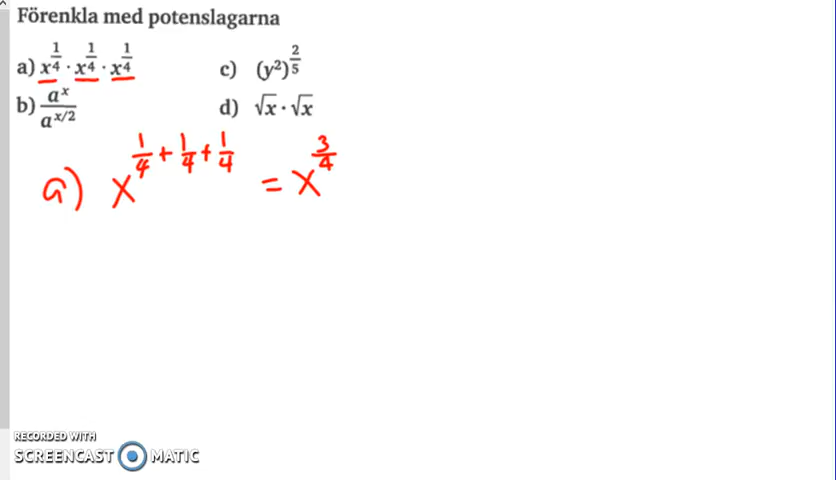 Förenkla med potenslagarna
a) x^{1/4} · x^{1/4} · x^{1/4}
c) (y²)^{2/5}
b) a^x / a^{x/2}
d) √x · √x
a) x^{1/4 + 1/4 + 1/4} = x^{3/4}
RECORDED WITH
SCREENCAST MATIC